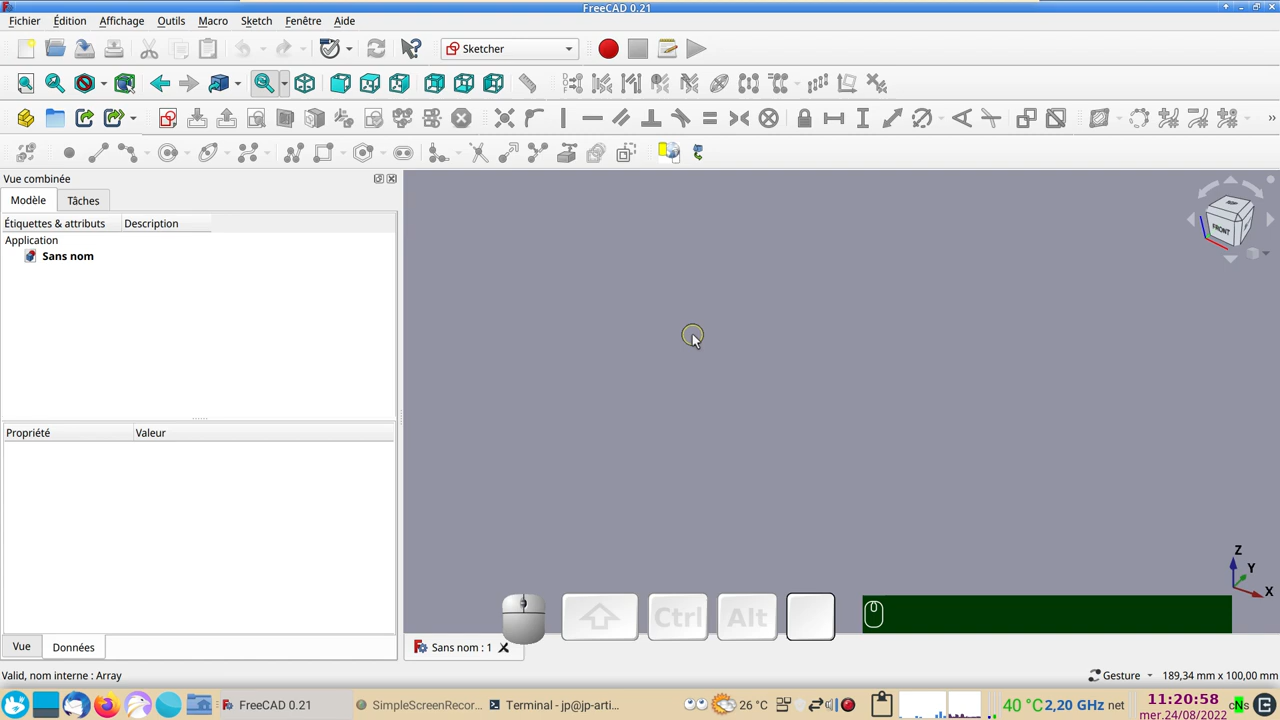 FreeCAD 0.21
Fichier Édition Affichage Outils Macro Sketch Fenêtre Aide
Sketcher
»
Vue combinée
Modèle Tâches
Étiquettes & attributs Description
Application
Sans nom
FRONT
Propriété Valeur
Z
Y
X
Ctrl Alt
Vue Données
Sans nom : 1
Valid, nom interne : Array
Gesture 189,34 mm x 100,00 mm
FreeCAD 0.21 SimpleScreenRecor... Terminal - jp@jp-arti... 26 °C 40 °C 2,20 GHz net 11:20:58 cNs
mer.24/08/2022